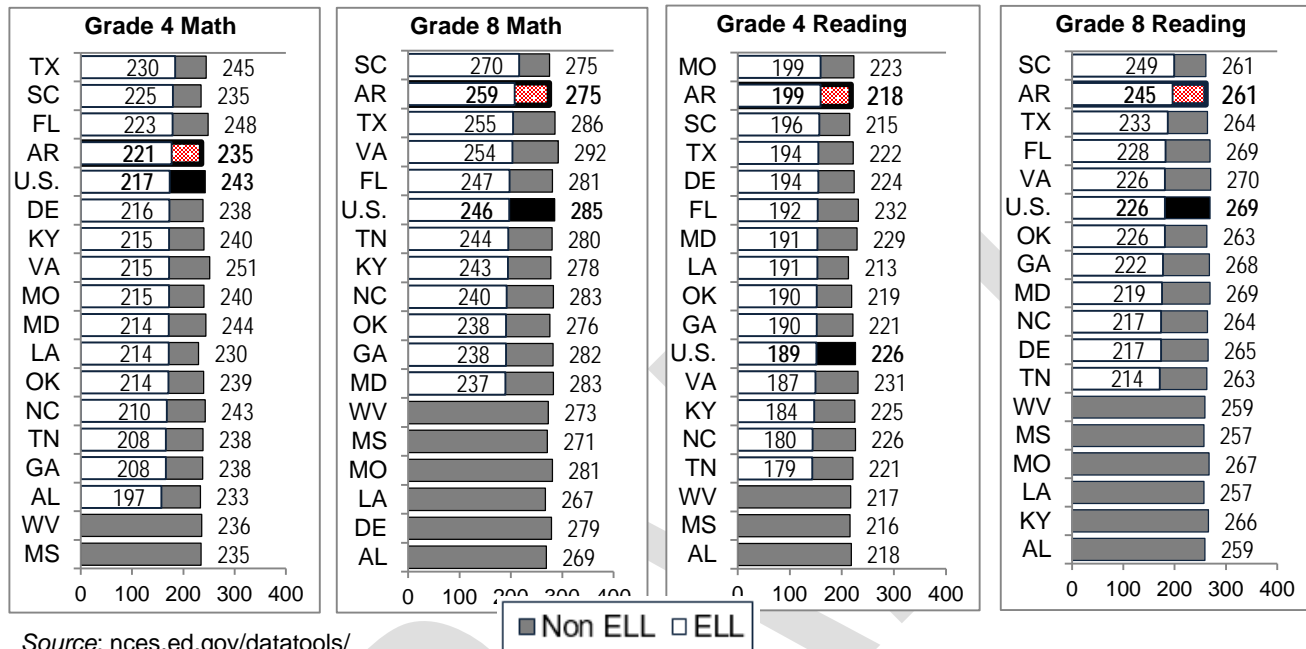 Grade 4 Math
TX 230 245
SC 225 235
FL 223 248
AR 221 235
U.S. 217 243
DE 216 238
KY 215 240
VA 215 251
MO 215 240
MD 214 244
LA 214 230
OK 214 239
NC 210 243
TN 208 238
GA 208 238
AL 197 233
WV 236
MS 235
0 100 200 300 400
Grade 8 Math
SC 270 275
AR 259 275
TX 255 286
VA 254 292
FL 247 281
U.S. 246 285
TN 244 280
KY 243 278
NC 240 283
OK 238 276
GA 238 282
MD 237 283
WV 273
MS 271
MO 281
LA 267
DE 279
AL 269
0 100 200 300 400
Grade 4 Reading
MO 199 223
AR 199 218
SC 196 215
TX 194 222
DE 194 224
FL 192 232
MD 191 229
LA 191 213
OK 190 219
GA 190 221
U.S. 189 226
VA 187 231
KY 184 225
NC 180 226
TN 179 221
WV 217
MS 216
AL 218
0 100 200 300 400
Grade 8 Reading
SC 249 261
AR 245 261
TX 233 264
FL 228 269
VA 226 270
U.S. 226 269
OK 226 263
GA 222 268
MD 219 269
NC 217 264
DE 217 265
TN 214 263
WV 259
MS 257
MO 267
LA 257
KY 266
AL 259
0 100 200 300 400
Non ELL ELL
Source: nces.ed.gov/datatools/